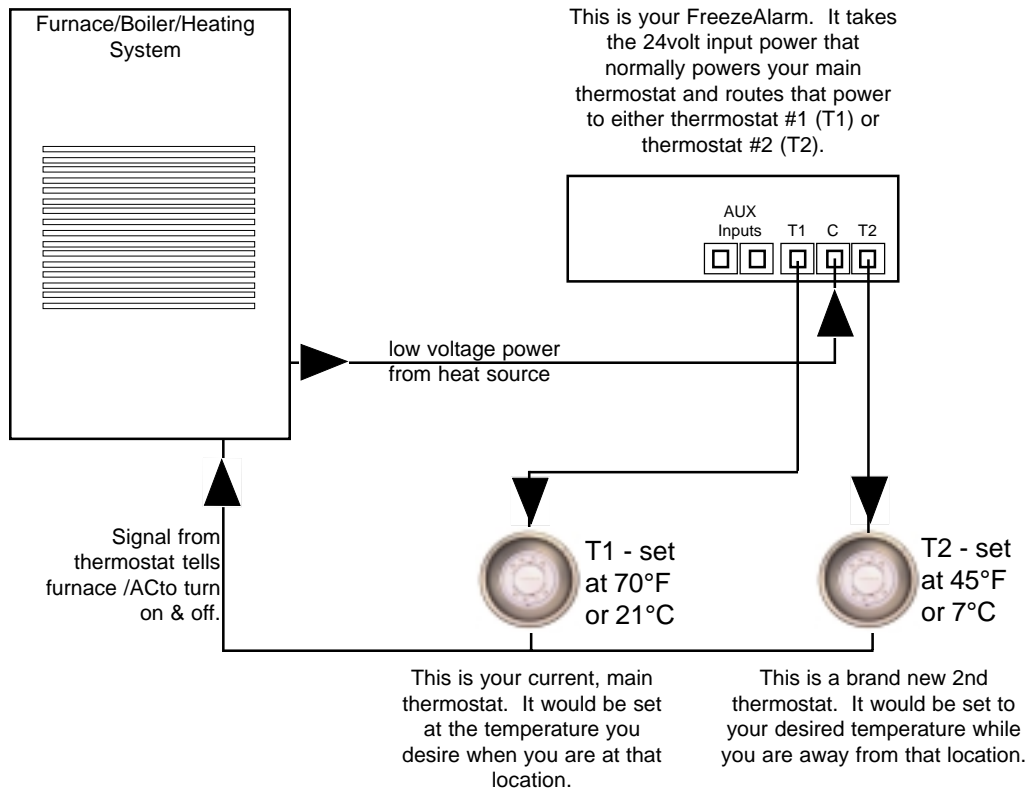 Furnace/Boiler/Heating
System
This is your FreezeAlarm.  It takes
the 24volt input power that
normally powers your main
thermostat and routes that power
to either therrmostat #1 (T1) or
thermostat #2 (T2).
AUX
Inputs T1 C T2
low voltage power
from heat source
Signal from
thermostat tells
furnace /ACto turn
on & off.
T1 - set
at 70°F
or 21°C
T2 - set
at 45°F
or 7°C
This is your current, main
thermostat.  It would be set
at the temperature you
desire when you are at that
location.
This is a brand new 2nd
thermostat.  It would be set to
your desired temperature while
you are away from that location.